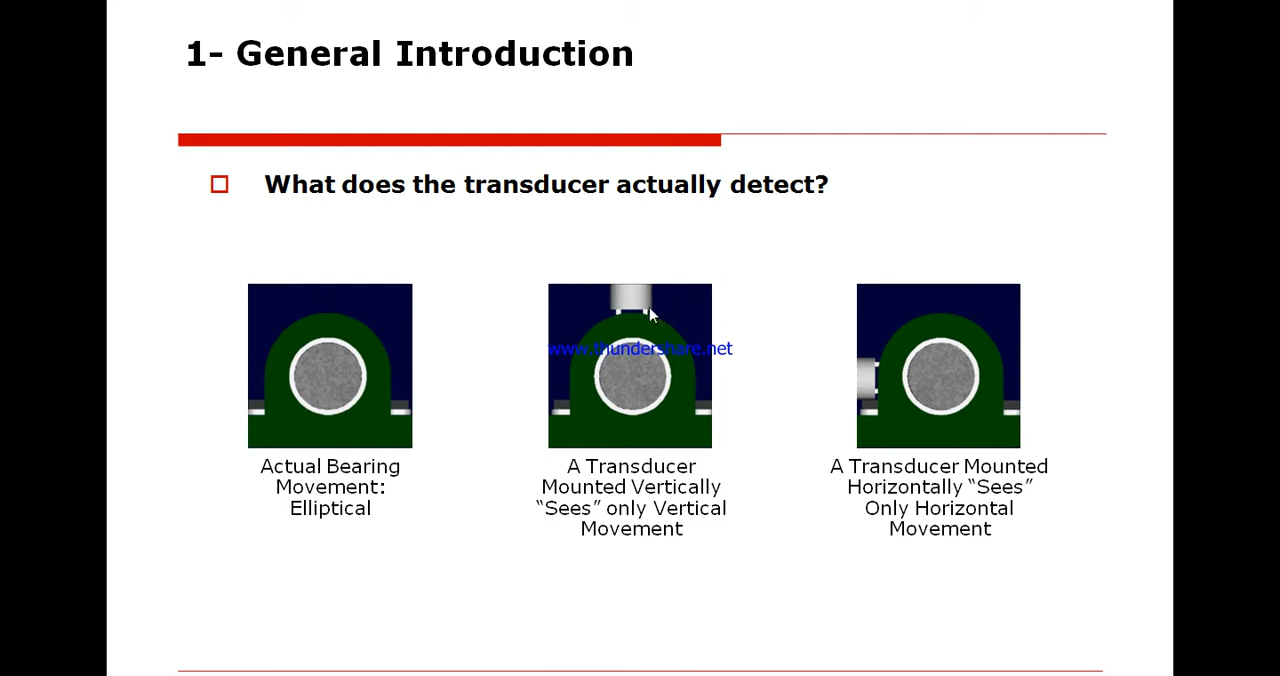 1- General Introduction
What does the transducer actually detect?
www.thundershare.net
Actual Bearing
Movement:
Elliptical
A Transducer
Mounted Vertically
“Sees” only Vertical
Movement
A Transducer Mounted
Horizontally “Sees”
Only Horizontal
Movement